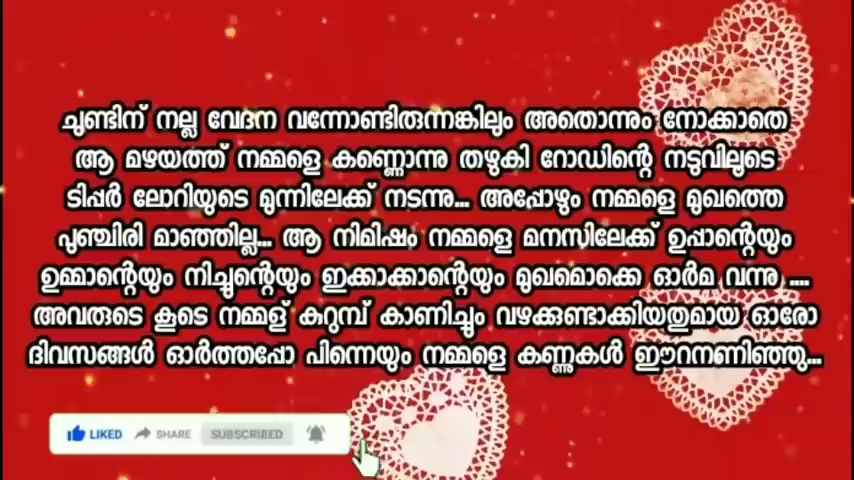 ചുണ്ടിന് നല്ല വേദന വന്നോണ്ടിരുന്നങ്കിലും അതൊന്നും നോക്കാതെ
ആ മഴയത്ത് നമ്മളെ കണ്ണൊന്നു തഴുകി റോഡിന്റെ നടുവിലൂടെ
ടിപ്പർ ലോറിയുടെ മുന്നിലേക്ക് നടന്നു... അപ്പോഴും നമ്മളെ മുഖത്തെ
പുഞ്ചിരി മാഞ്ഞില്ല... ആ നിമിഷം നമ്മളെ മനസിലേക്ക് ഉപ്പാന്റെയും
ഉമ്മാന്റെയും നിച്ചുന്റെയും ഇക്കാക്കാന്റെയും മുഖമൊക്കെ ഓർമ വന്നു ....
അവരുടെ കൂടെ നമ്മള് കുറുമ്പ് കാണിച്ചും വഴക്കുണ്ടാക്കിയതുമായ ഓരോ
ദിവസങ്ങൾ ഓർത്തപ്പോ പിന്നെയും നമ്മളെ കണ്ണുകൾ ഈറനണിഞ്ഞു...
LIKED SHARE SUBSCRIBED